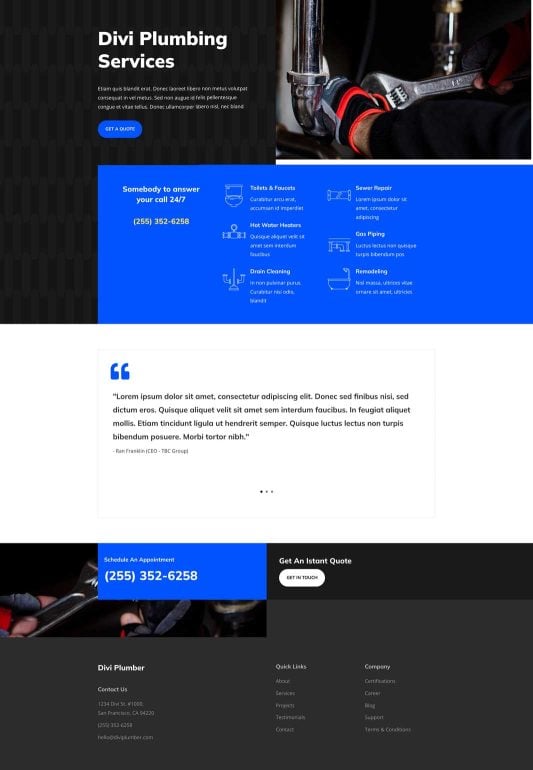 Divi Plumbing
Services
Etiam quis blandit erat. Donec laoreet libero non metus volutpat
consequat in vel metus. Sed non augue id felis pellentesque
congue et vitae tellus. Donec ullamcorper libero nisl, nec bland
GET A QUOTE
Somebody to answer
your call 24/7
(255) 352-6258
Toilets & Faucets
Curabitur arcu erat,
accumsan id imperdiet
Hot Water Heaters
Quisque aliquet velit sit
amet sem interdum
faucibus
Drain Cleaning
In non pulvinar purus.
Curabitur nisi odio,
blandit
Sewer Repair
Lorem ipsum dolor sit
amet, consectetur
adipiscing
Gas Piping
Luctus lectus non quisque
turpis bibendum pos
Remodeling
Nisl massa, ultrices vitae
ornare sit amet, ultricies
"Lorem ipsum dolor sit amet, consectetur adipiscing elit. Donec sed finibus nisi, sed
dictum eros. Quisque aliquet velit sit amet sem interdum faucibus. In feugiat aliquet
mollis. Etiam tincidunt ligula ut hendrerit semper. Quisque luctus lectus non turpis
bibendum posuere. Morbi tortor nibh."
- Ran Franklin (CEO - TBC Group)
Schedule An Appointment
(255) 352-6258
Get An Istant Quote
GET IN TOUCH
Divi Plumber
Contact Us
1234 Divi St. #1000,
San Francisco, CA 94220
(255) 352-6258
hello@diviplumber.com
Quick Links
About
Services
Projects
Testimonials
Contact
Company
Certifications
Career
Blog
Support
Terms & Conditions